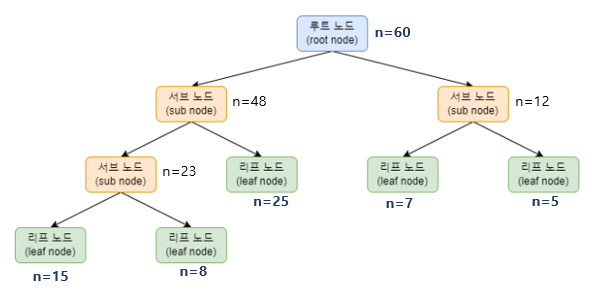 루트 노드
(root node)
n=60
서브 노드
(sub node)
n=48
서브 노드
(sub node)
n=12
서브 노드
(sub node)
n=23
리프 노드
(leaf node)
n=25
리프 노드
(leaf node)
n=7
리프 노드
(leaf node)
n=5
리프 노드
(leaf node)
n=15
리프 노드
(leaf node)
n=8